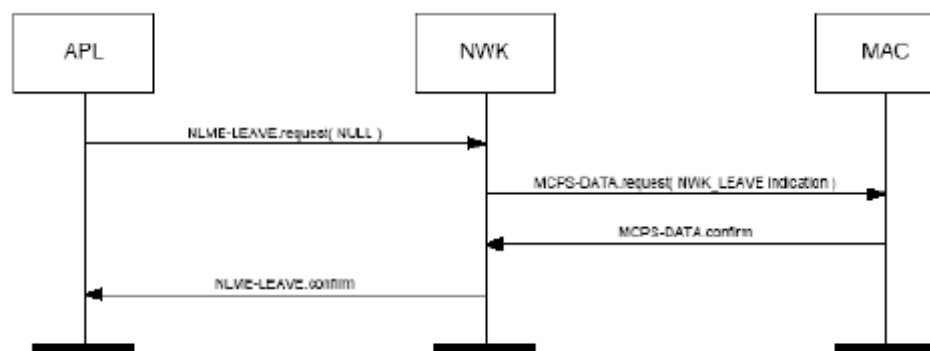 APL
NWK
MAC
NLME-LEAVE.request( NULL )
MCPS-DATA.request( NWK_LEAVE indication )
MCPS-DATA.confirm
NLME-LEAVE.confirm